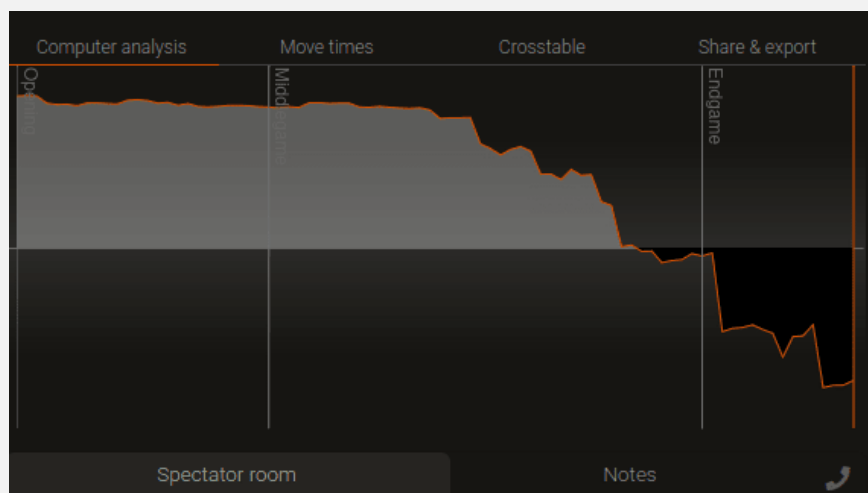 Computer analysis
Move times
Crosstable
Share & export
Opening
Middlegame
Endgame
Spectator room
Notes